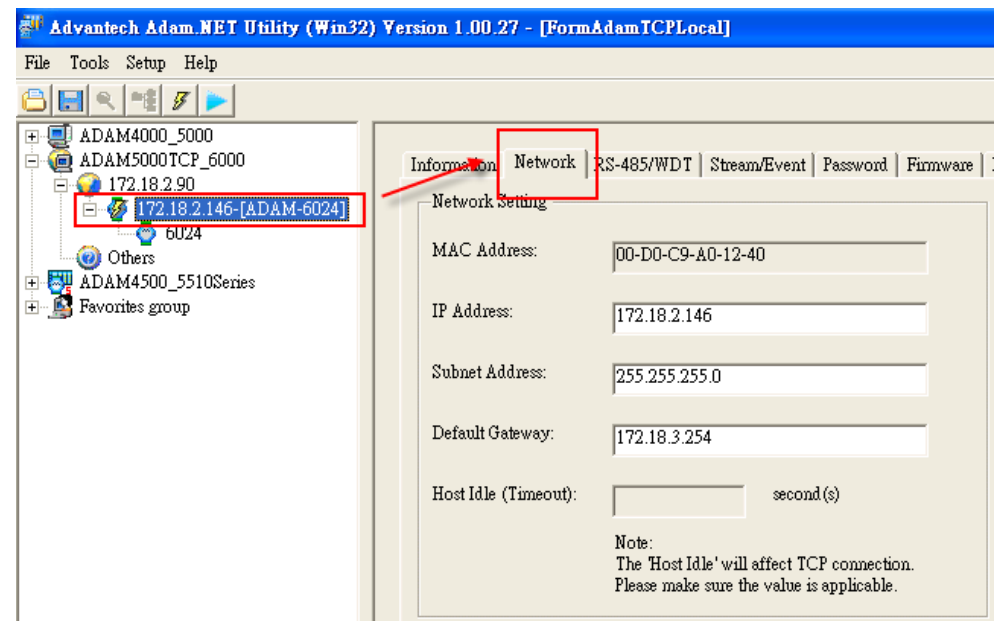 Advantech Adam.NET Utility (Win32) Version 1.00.27 - [FormAdamTCPLocal]
File Tools Setup Help
ADAM4000_5000
ADAM5000TCP_6000
172.18.2.90
172.18.2.146-[ADAM-6024]
6024
Others
ADAM4500_5510Series
Favorites group
Information Network RS-485/WDT Stream/Event Password Firmware
Network Setting
MAC Address: 00-D0-C9-A0-12-40
IP Address: 172.18.2.146
Subnet Address: 255.255.255.0
Default Gateway: 172.18.3.254
Host Idle (Timeout): second(s)
Note:
The 'Host Idle' will affect TCP connection.
Please make sure the value is applicable.